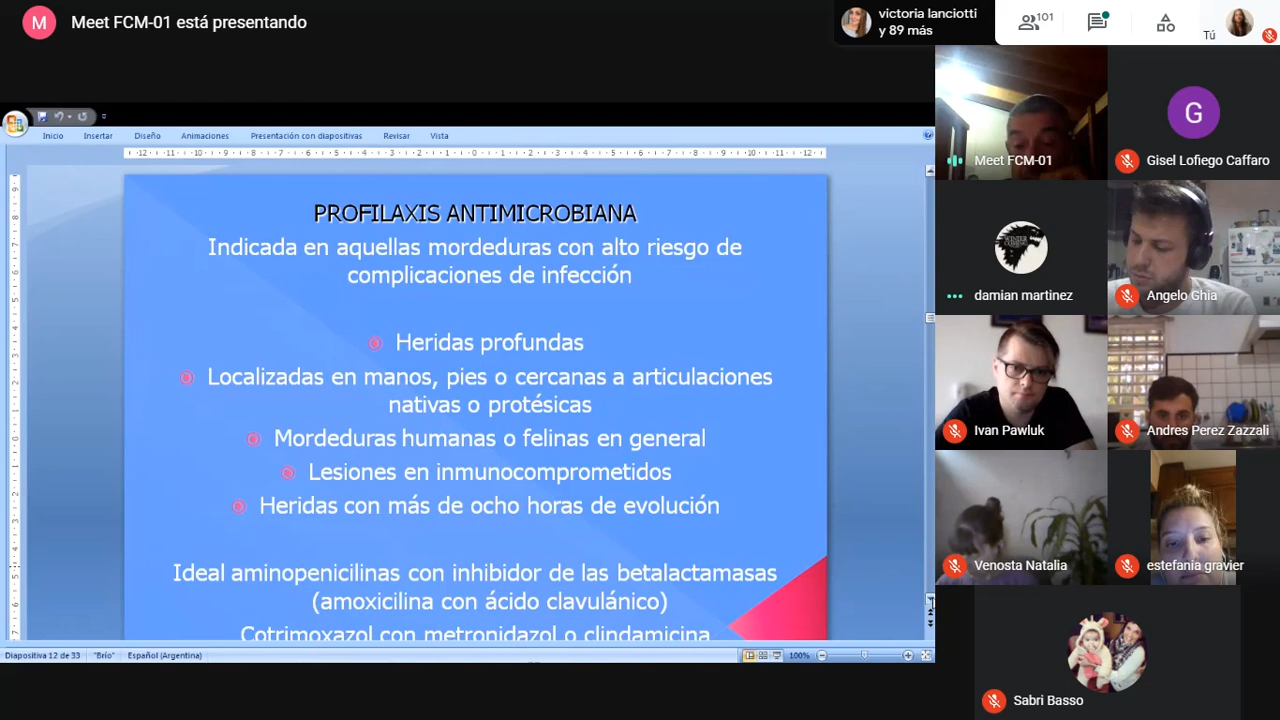 M
Meet FCM-01 está presentando
victoria lanciotti
y 89 más
101
Tú
Inicio
Insertar
Diseño
Animaciones
Presentación con diapositivas
Revisar
Vista
PROFILAXIS ANTIMICROBIANA
Indicada en aquellas mordeduras con alto riesgo de
complicaciones de infección
Heridas profundas
Localizadas en manos, pies o cercanas a articulaciones
nativas o protésicas
Mordeduras humanas o felinas en general
Lesiones en inmunocomprometidos
Heridas con más de ocho horas de evolución
Ideal aminopenicilinas con inhibidor de las betalactamasas
(amoxicilina con ácido clavulánico)
Cotrimoxazol con metronidazol o clindamicina
Diapositiva 12 de 33
"Brío"
Español (Argentina)
100%
Meet FCM-01
G
Gisel Lofiego Caffaro
damian martinez
Angelo Ghia
Ivan Pawluk
Andres Perez Zazzali
Venosta Natalia
estefania gravier
Sabri Basso